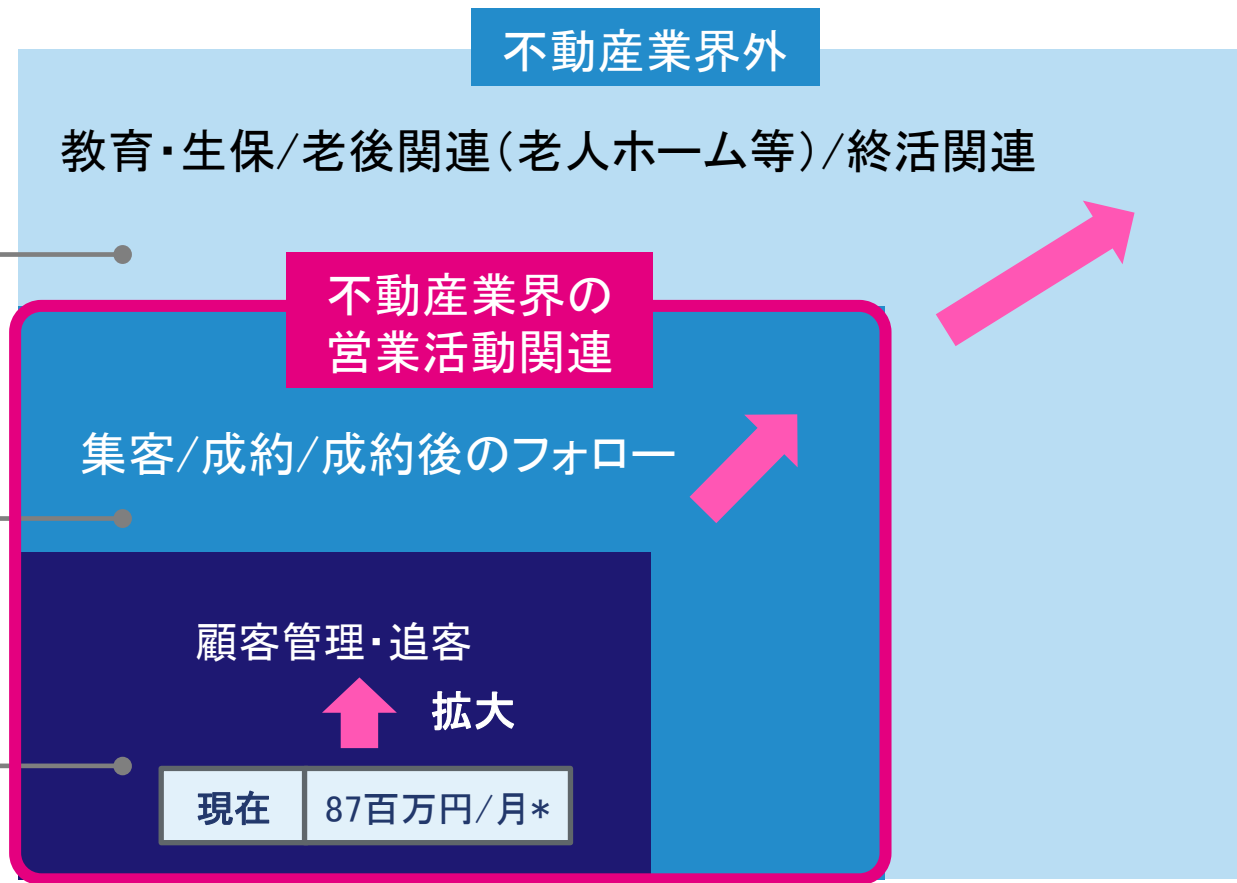 不動産業界外
教育・生保/老後関連(老人ホーム等)/終活関連
不動産業界の
営業活動関連
集客/成約/成約後のフォロー
顧客管理・追客
拡大
現在 87百万円/月*